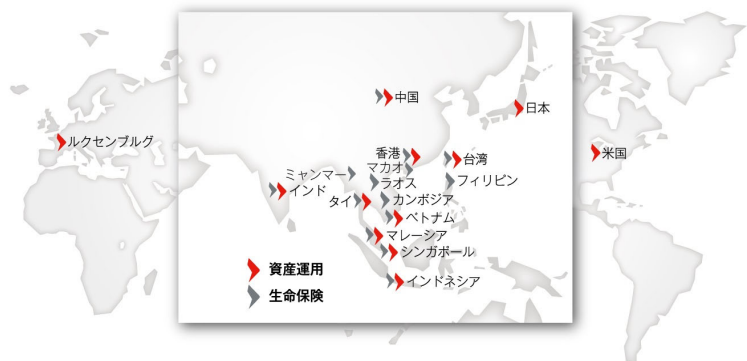 中国
日本
ルクセンブルグ
米国
香港
台湾
マカオ
ミャンマー
ラオス
フィリピン
インド
タイ
カンボジア
ベトナム
マレーシア
シンガポール
資産運用
インドネシア
生命保険